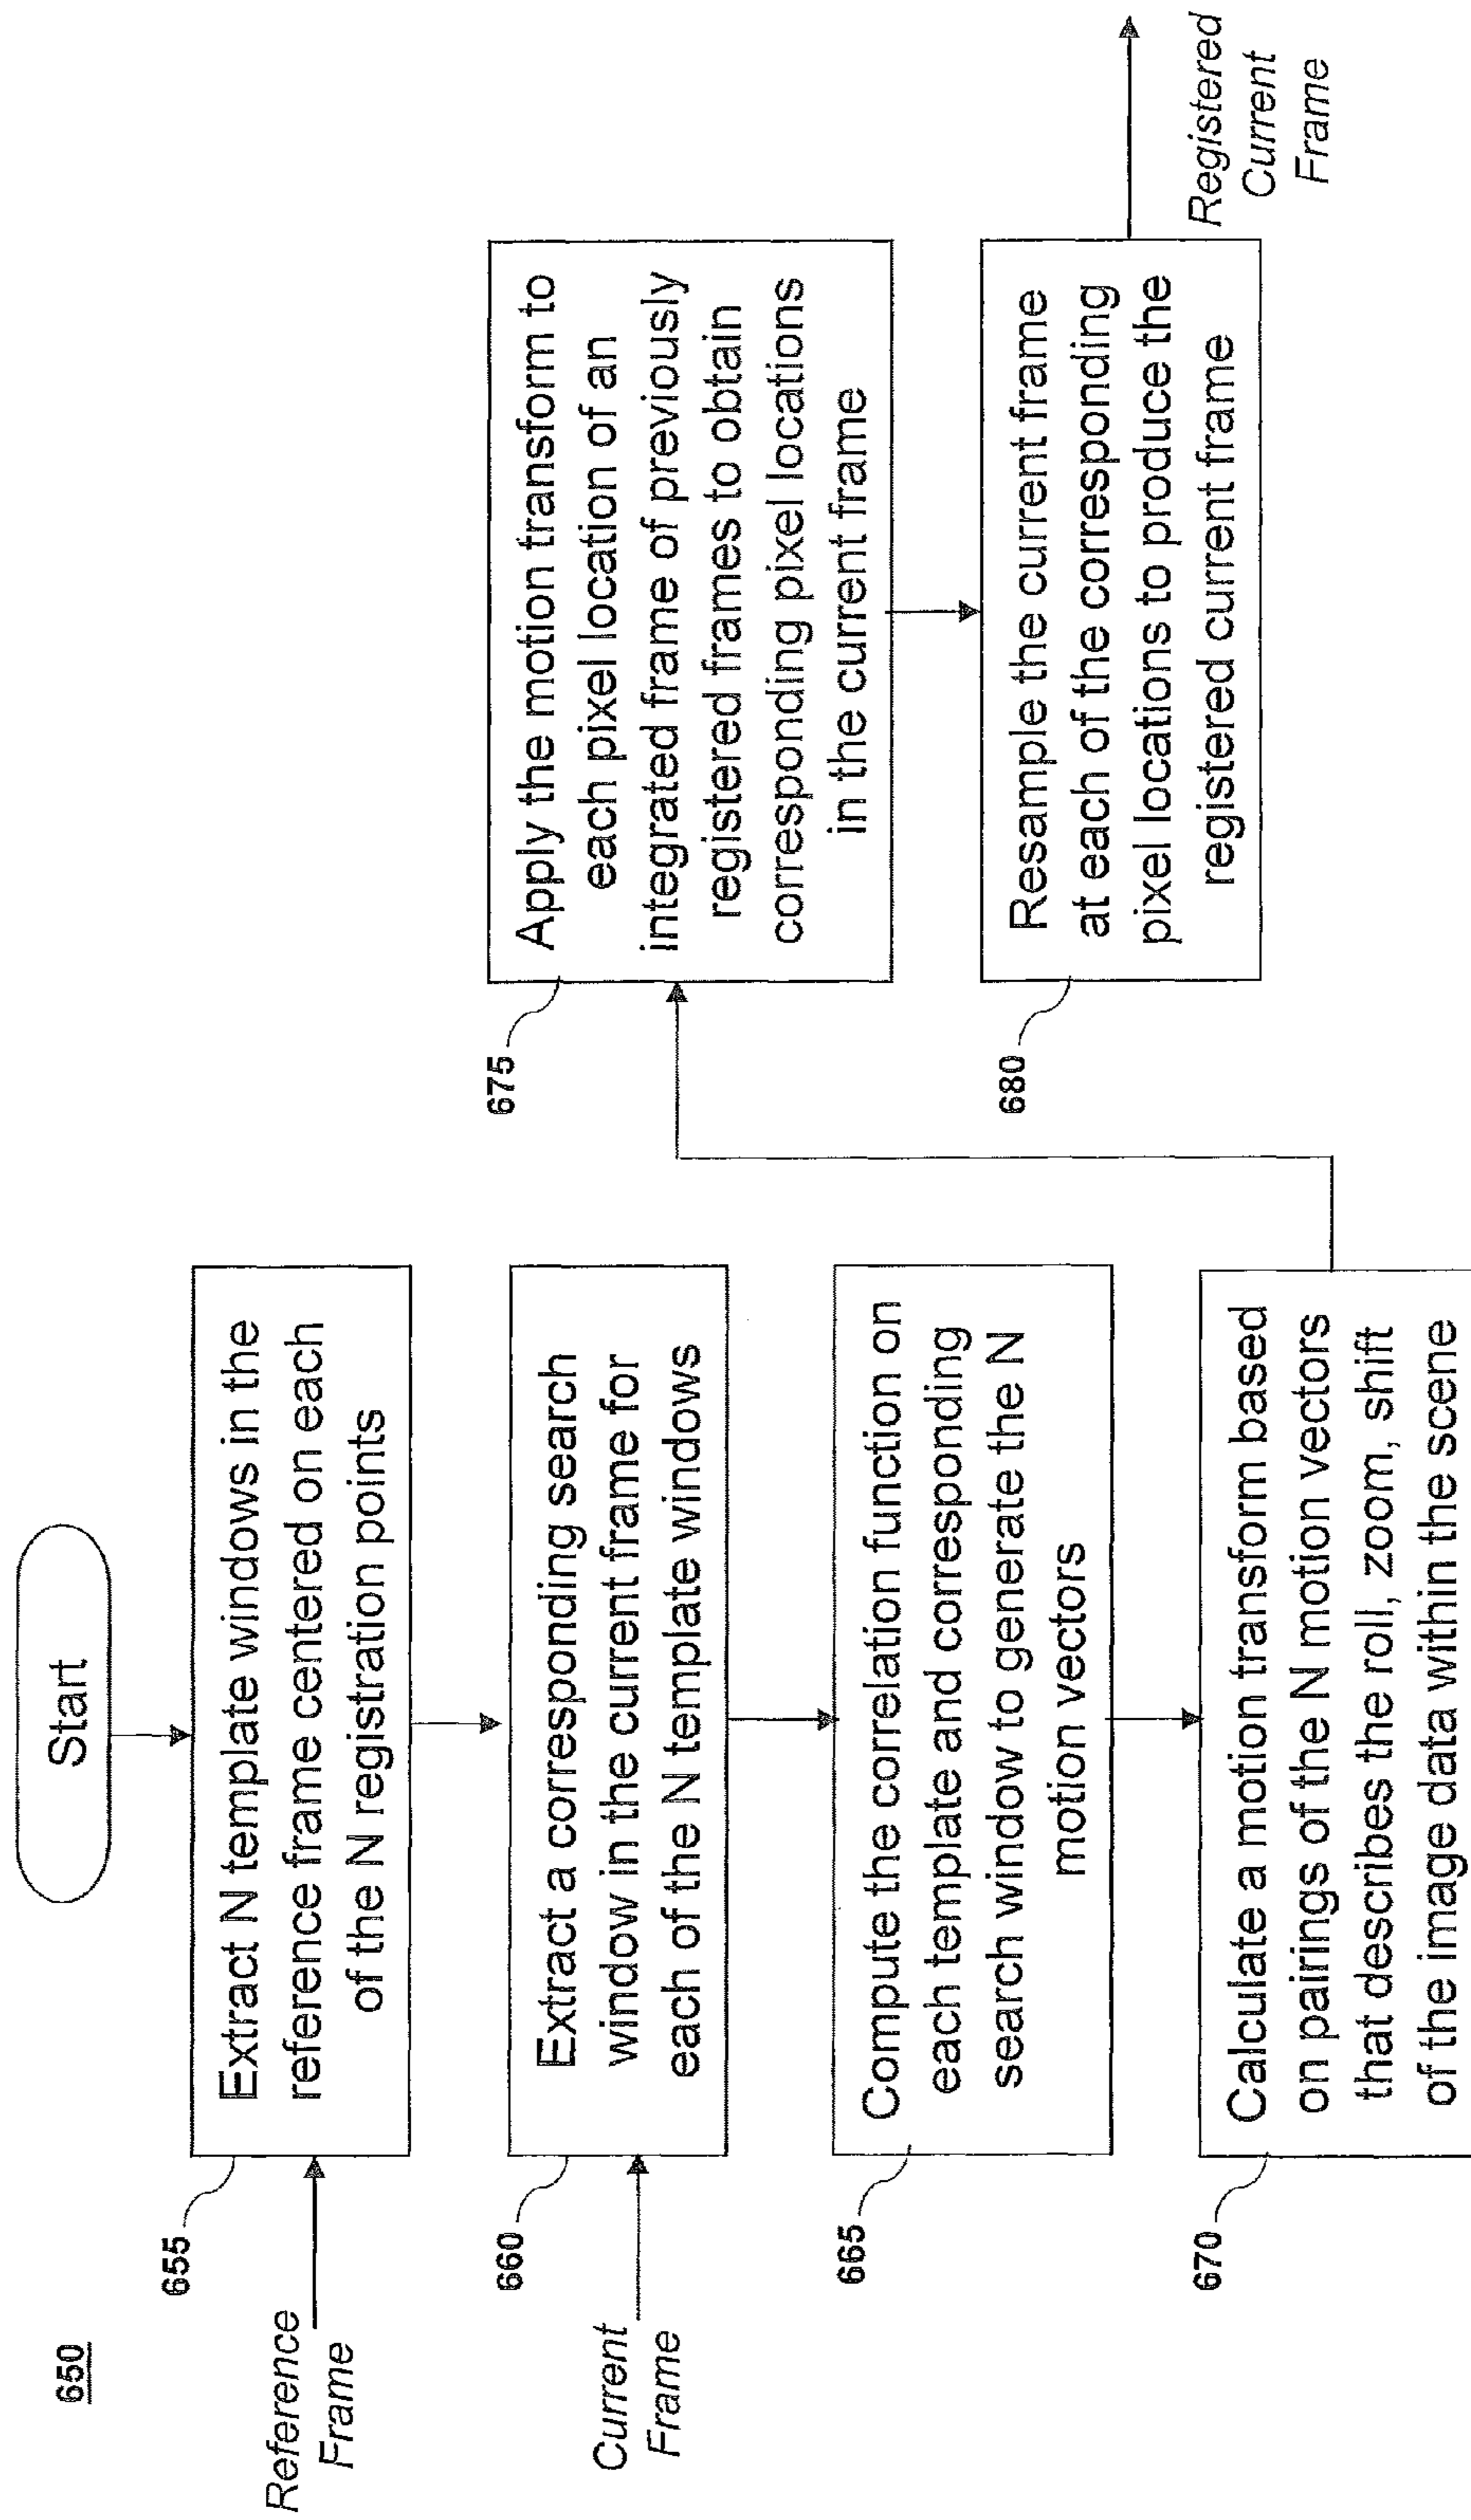 650
Start
Reference
Frame
655
Extract N template windows in the
reference frame centered on each
of the N registration points
Current
Frame
660
Extract a corresponding search
window in the current frame for
each of the N template windows
665
Compute the correlation function on
each template and corresponding
search window to generate the N
motion vectors
670
Calculate a motion transform based
on pairings of the N motion vectors
that describes the roll, zoom, shift
of the image data within the scene
675
Apply the motion transform to
each pixel location of an
integrated frame of previously
registered frames to obtain
corresponding pixel locations
in the current frame
680
Resample the current frame
at each of the corresponding
pixel locations to produce the
registered current frame
Registered
Current
Frame